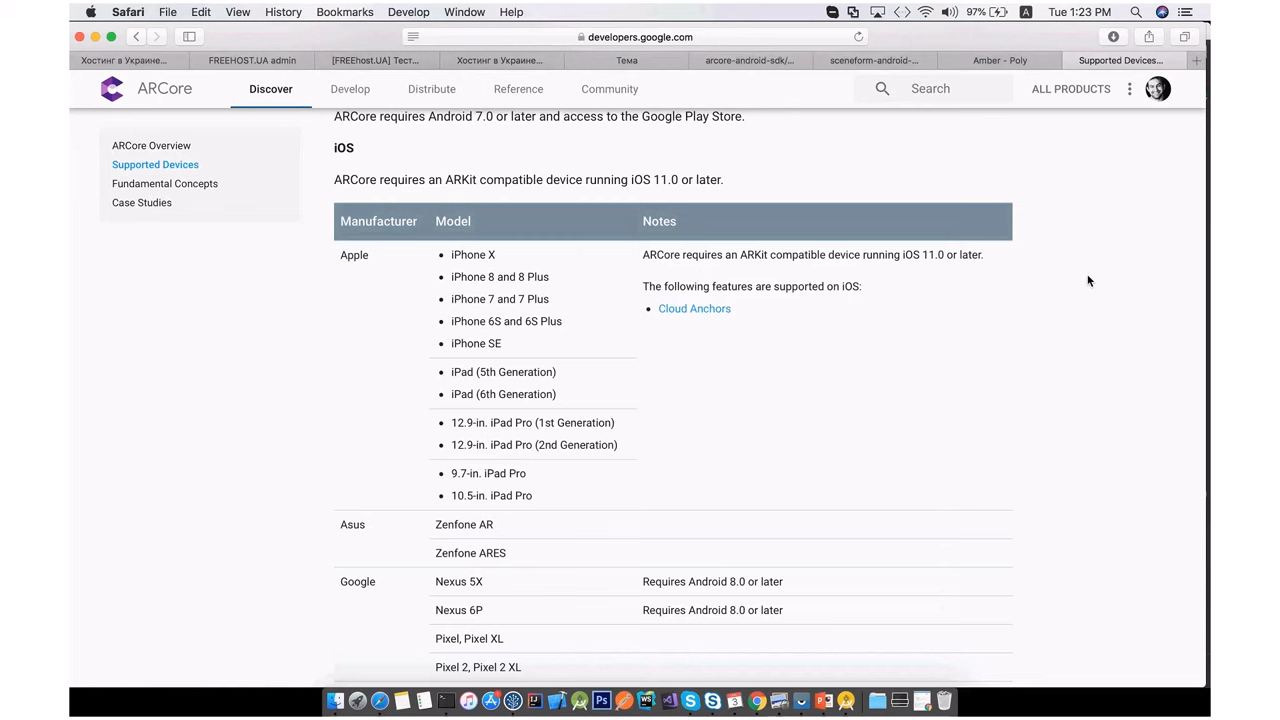 Safari File Edit View History Bookmarks Develop Window Help 97% A Tue 1:23 PM
developers.google.com
Хостинг в Украине... FREEHOST.UA admin [FREEhost.UA] Тест... Хостинг в Украине... Тема arcore-android-sdk/... sceneform-android-... Amber - Poly Supported Devices...
ARCore Discover Develop Distribute Reference Community Search ALL PRODUCTS
ARCore Overview
Supported Devices
Fundamental Concepts
Case Studies
ARCore requires Android 7.0 or later and access to the Google Play Store.
iOS
ARCore requires an ARKit compatible device running iOS 11.0 or later.
Manufacturer Model Notes
Apple
iPhone X
iPhone 8 and 8 Plus
iPhone 7 and 7 Plus
iPhone 6S and 6S Plus
iPhone SE
iPad (5th Generation)
iPad (6th Generation)
12.9-in. iPad Pro (1st Generation)
12.9-in. iPad Pro (2nd Generation)
9.7-in. iPad Pro
10.5-in. iPad Pro
ARCore requires an ARKit compatible device running iOS 11.0 or later.
The following features are supported on iOS:
Cloud Anchors
Asus Zenfone AR
Zenfone ARES
Google Nexus 5X Requires Android 8.0 or later
Nexus 6P Requires Android 8.0 or later
Pixel, Pixel XL
Pixel 2, Pixel 2 XL
Ps
WS
3